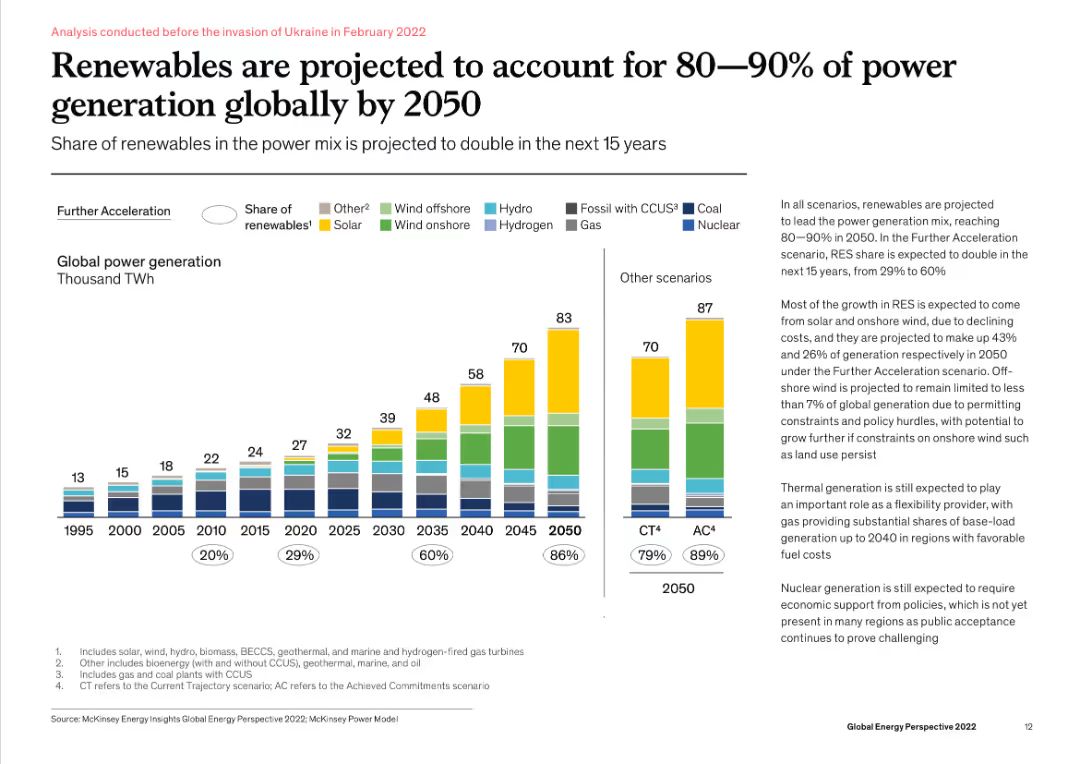 Analysis conducted before the invasion of Ukraine in February 2022
Renewables are projected to account for 80—90% of power
generation globally by 2050
Share of renewables in the power mix is projected to double in the next 15 years
Further Acceleration
Share of
renewables¹
Other²
Solar
Wind offshore
Wind onshore
Hydro
Hydrogen
Fossil with CCUS³
Gas
Coal
Nuclear
Global power generation
Thousand TWh
Other scenarios
13
15
18
22
24
27
32
39
48
58
70
83
70
87
1995 2000 2005 2010 2015 2020 2025 2030 2035 2040 2045 2050
CT⁴ AC⁴
20% 29% 60% 86%
79% 89%
2050
In all scenarios, renewables are projected
to lead the power generation mix, reaching
80—90% in 2050. In the Further Acceleration
scenario, RES share is expected to double in the
next 15 years, from 29% to 60%
Most of the growth in RES is expected to come
from solar and onshore wind, due to declining
costs, and they are projected to make up 43%
and 26% of generation respectively in 2050
under the Further Acceleration scenario. Off-
shore wind is projected to remain limited to less
than 7% of global generation due to permitting
constraints and policy hurdles, with potential to
grow further if constraints on onshore wind such
as land use persist
Thermal generation is still expected to play
an important role as a flexibility provider, with
gas providing substantial shares of base-load
generation up to 2040 in regions with favorable
fuel costs
Nuclear generation is still expected to require
economic support from policies, which is not yet
present in many regions as public acceptance
continues to prove challenging
1. Includes solar, wind, hydro, biomass, BECCS, geothermal, and marine and hydrogen-fired gas turbines
2. Other includes bioenergy (with and without CCUS), geothermal, marine, and oil
3. Includes gas and coal plants with CCUS
4. CT refers to the Current Trajectory scenario; AC refers to the Achieved Commitments scenario
Source: McKinsey Energy Insights Global Energy Perspective 2022; McKinsey Power Model
Global Energy Perspective 2022 12